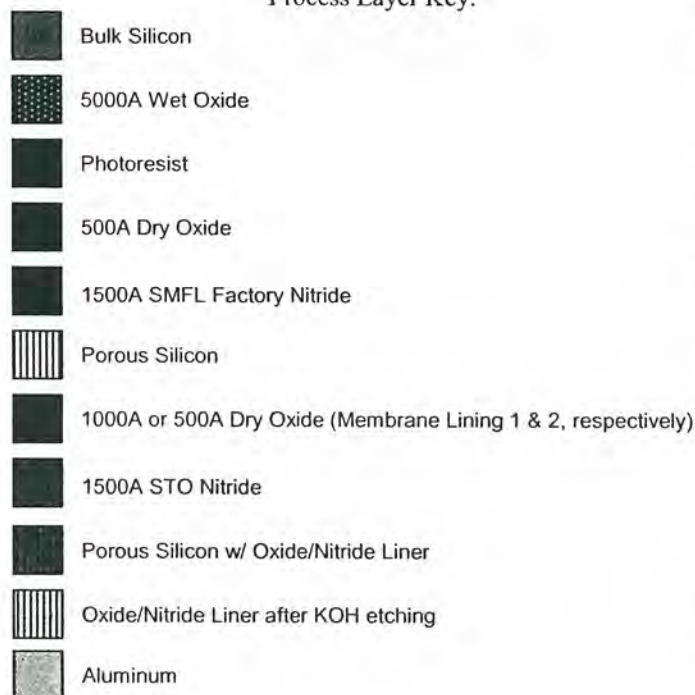 Process Layer Key:
Bulk Silicon
5000A Wet Oxide
Photoresist
500A Dry Oxide
1500A SMFL Factory Nitride
Porous Silicon
1000A or 500A Dry Oxide (Membrane Lining 1 & 2, respectively)
1500A STO Nitride
Porous Silicon w/ Oxide/Nitride Liner
Oxide/Nitride Liner after KOH etching
Aluminum